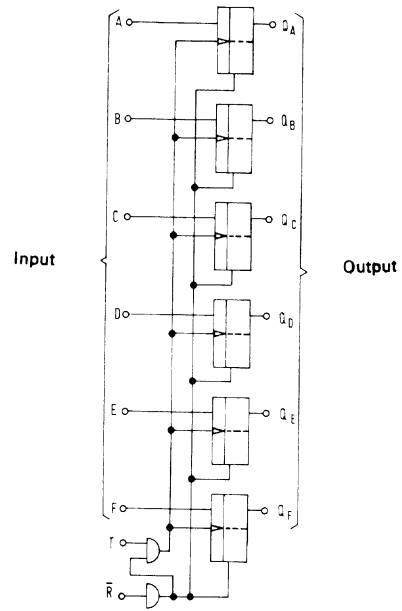 A
Q_A
B
Q_B
C
Q_C
Input
Output
D
Q_D
E
Q_E
F
Q_F
T
R̅